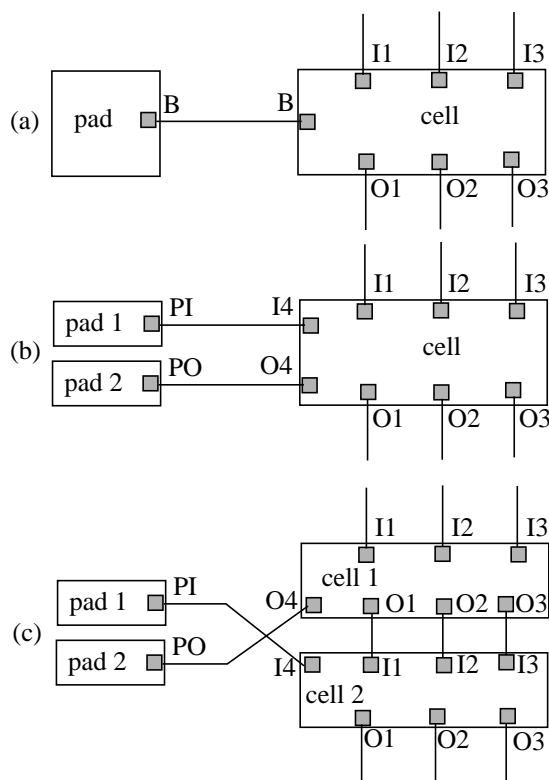 I1 I2 I3
B B
(a) pad cell
O1 O2 O3
I1 I2 I3
pad 1 PI I4
(b) cell
pad 2 PO O4
O1 O2 O3
I1 I2 I3
cell 1
pad 1 PI O4 O1 O2 O3
(c)
pad 2 PO I4 I1 I2 I3
cell 2
O1 O2 O3